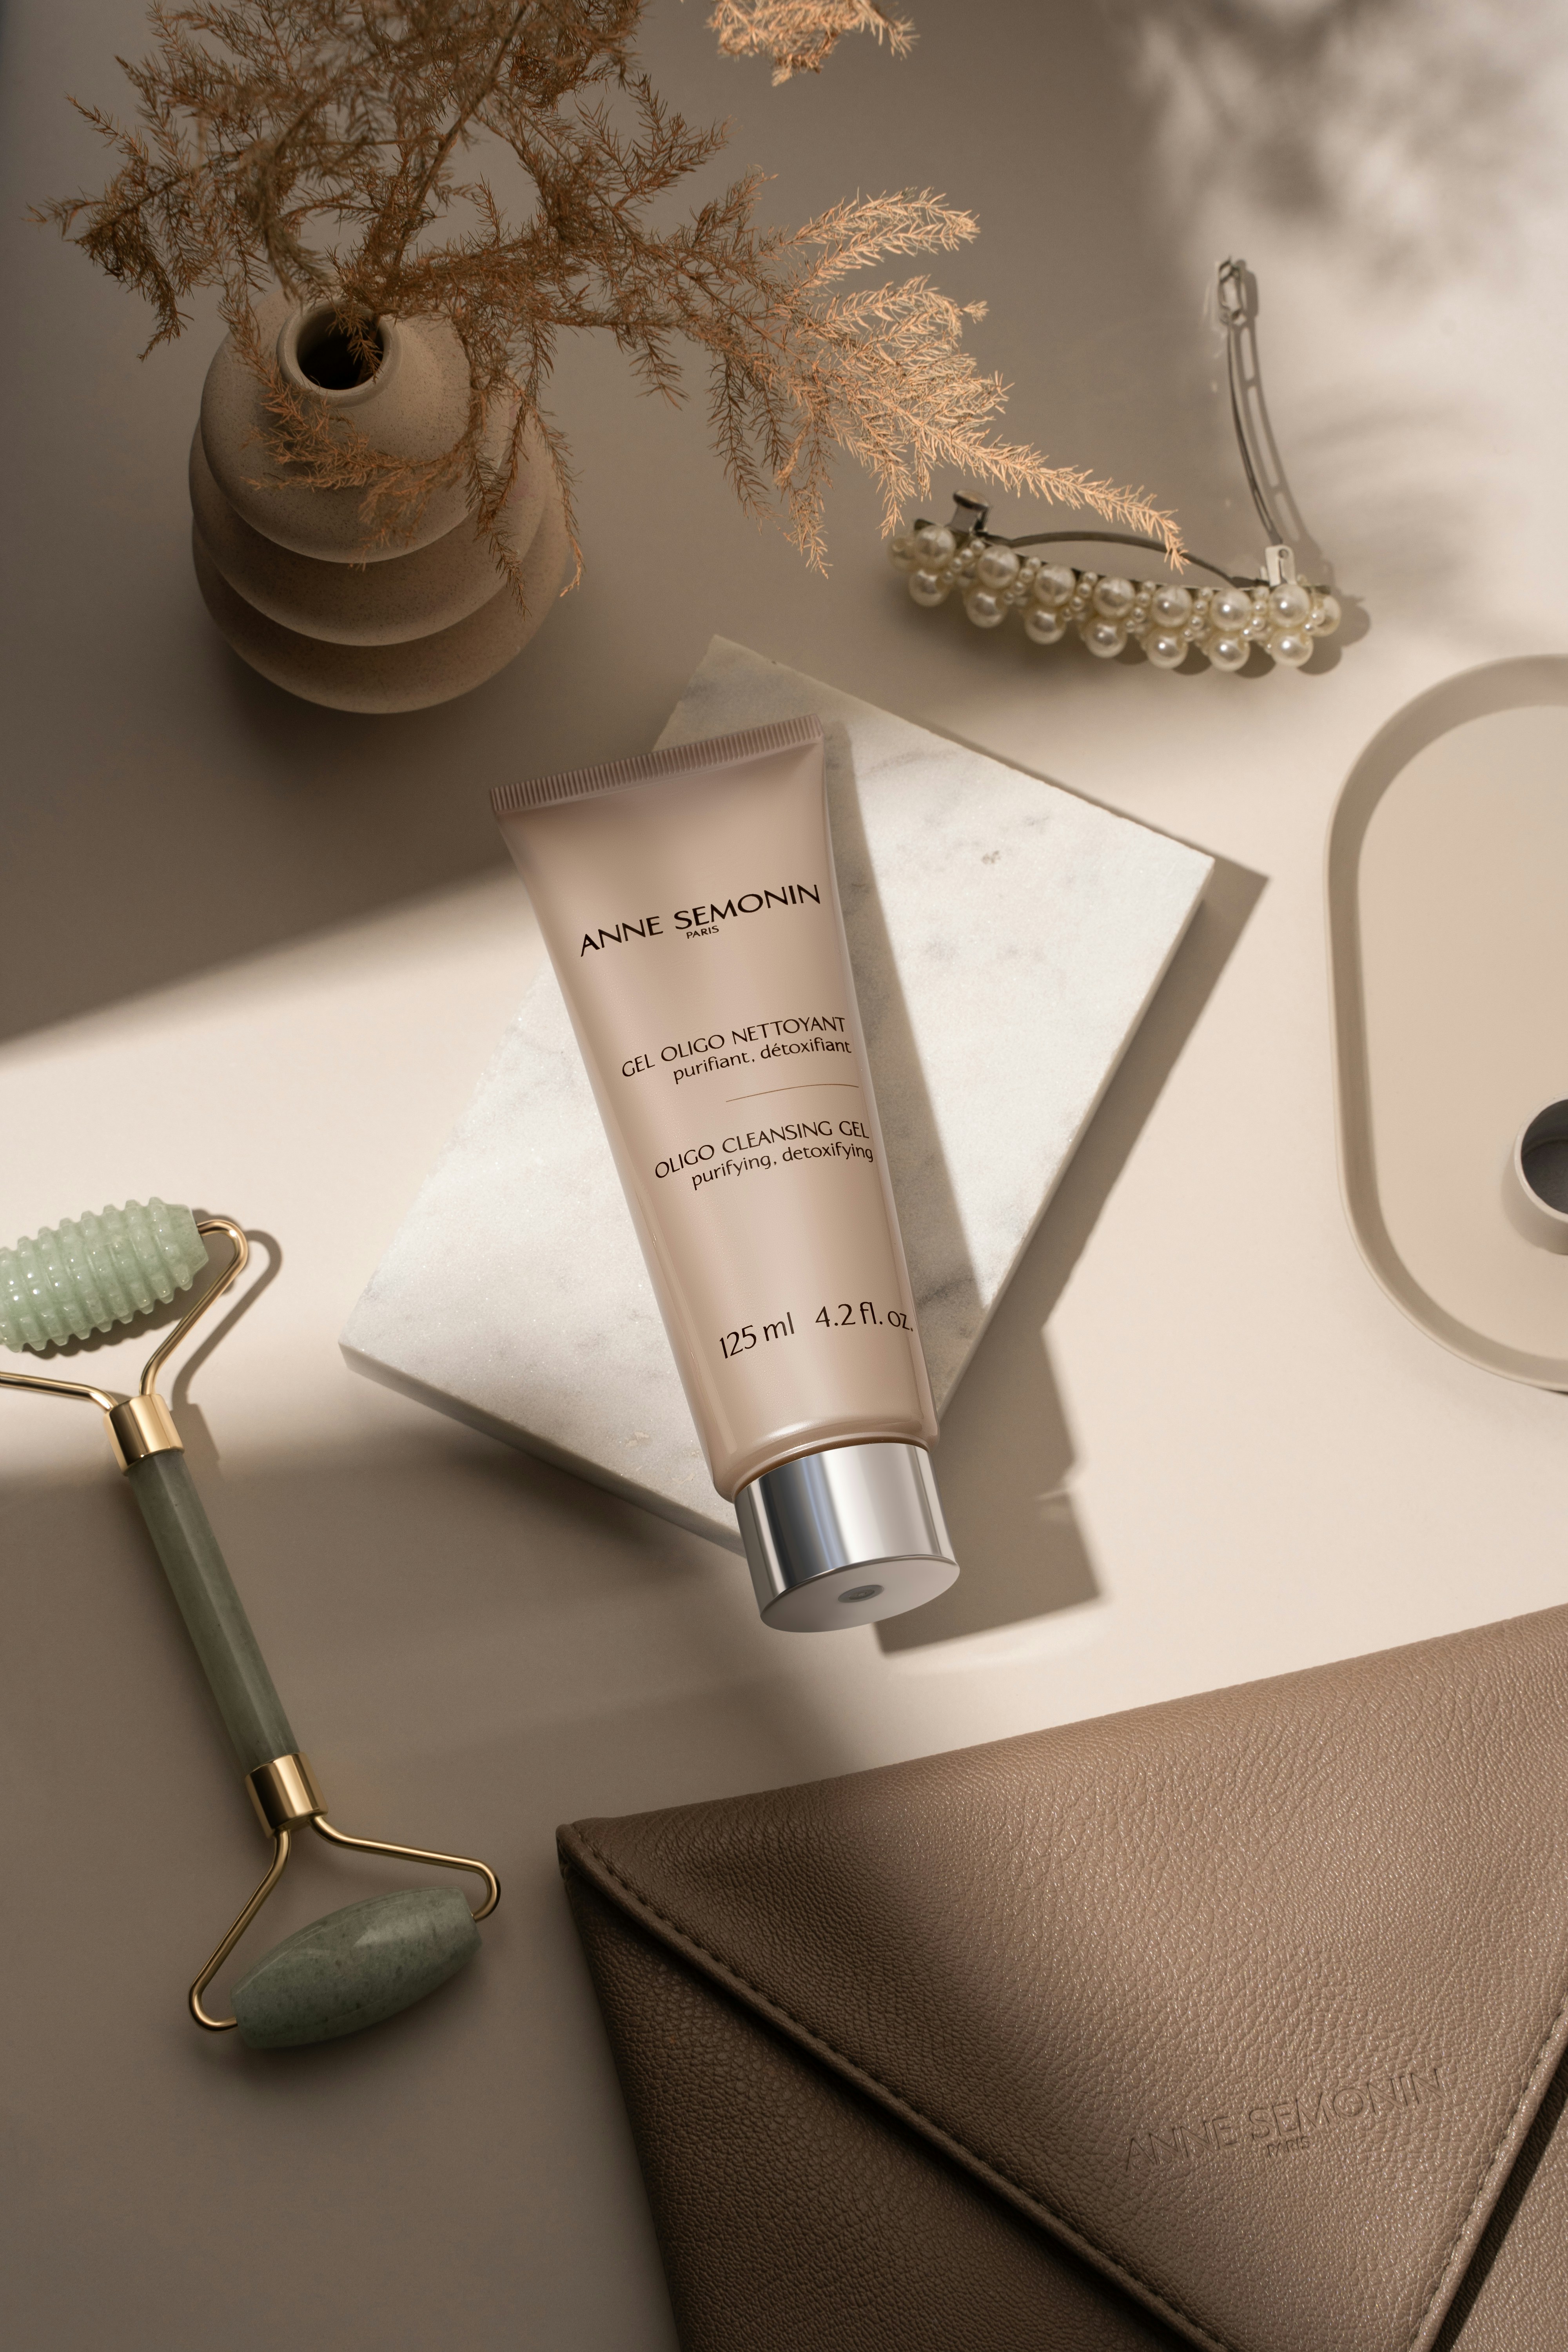 ANNE SEMONIN
PARIS
GEL OLIGO NETTOYANT
purifiant, détoxifiant
OLIGO CLEANSING GEL
purifying, detoxifying
125 ml 4.2 fl. oz.
ANNE SEMONIN
PARIS